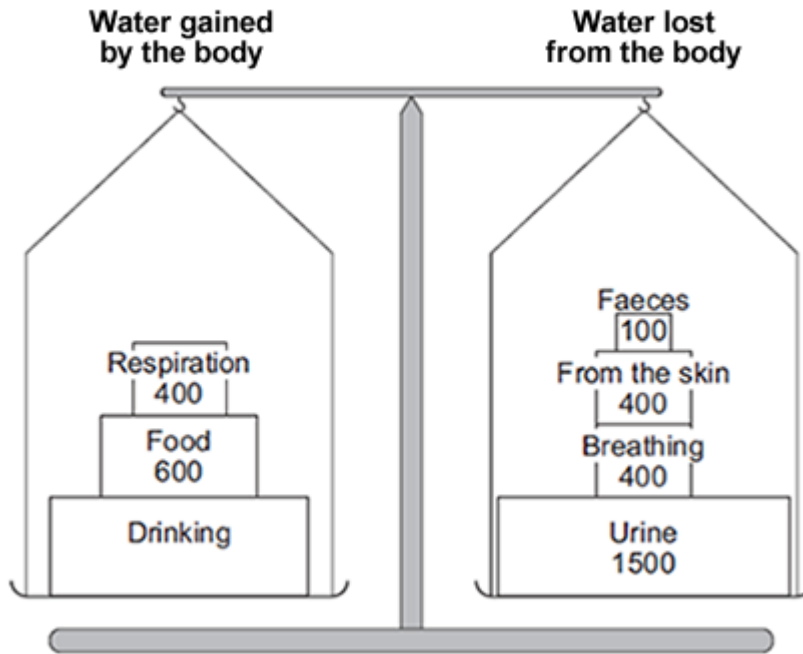 Water gained
by the body
Water lost
from the body
Respiration
400
Food
600
Drinking
Faeces
100
From the skin
400
Breathing
400
Urine
1500